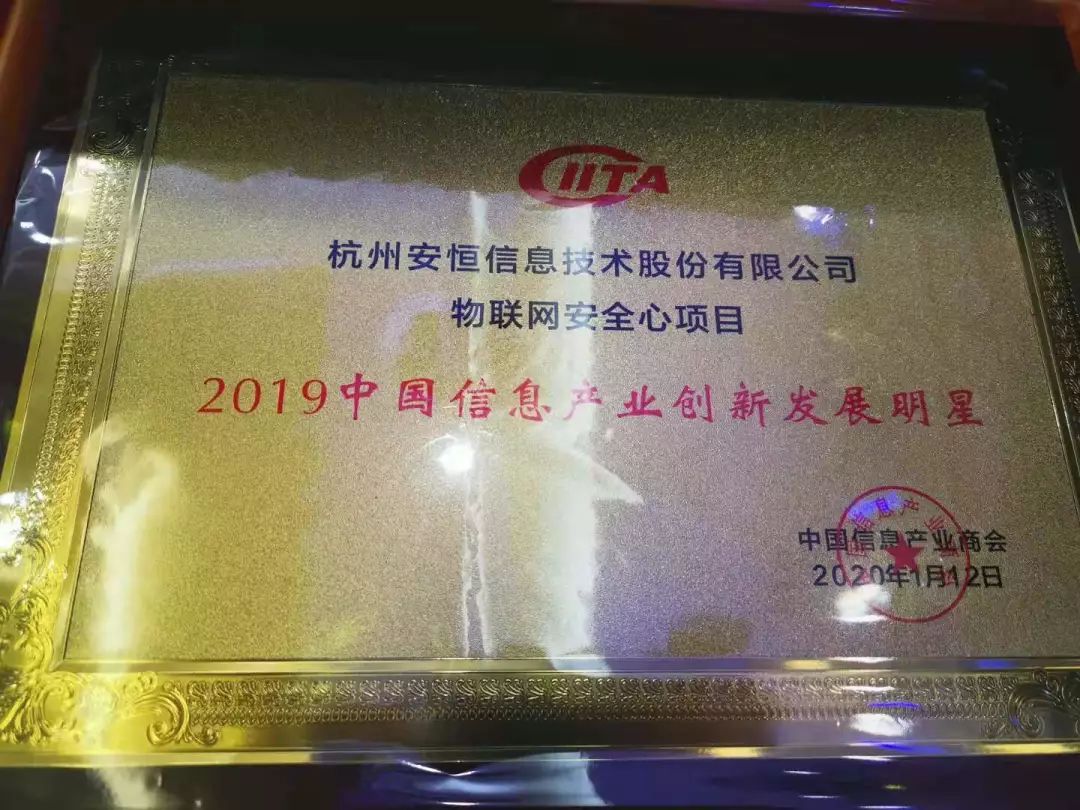 CIITA
杭州安恒信息技术股份有限公司
物联网安全心项目
2019中国信息产业创新发展明星
中国信息产业商会
2020年1月12日